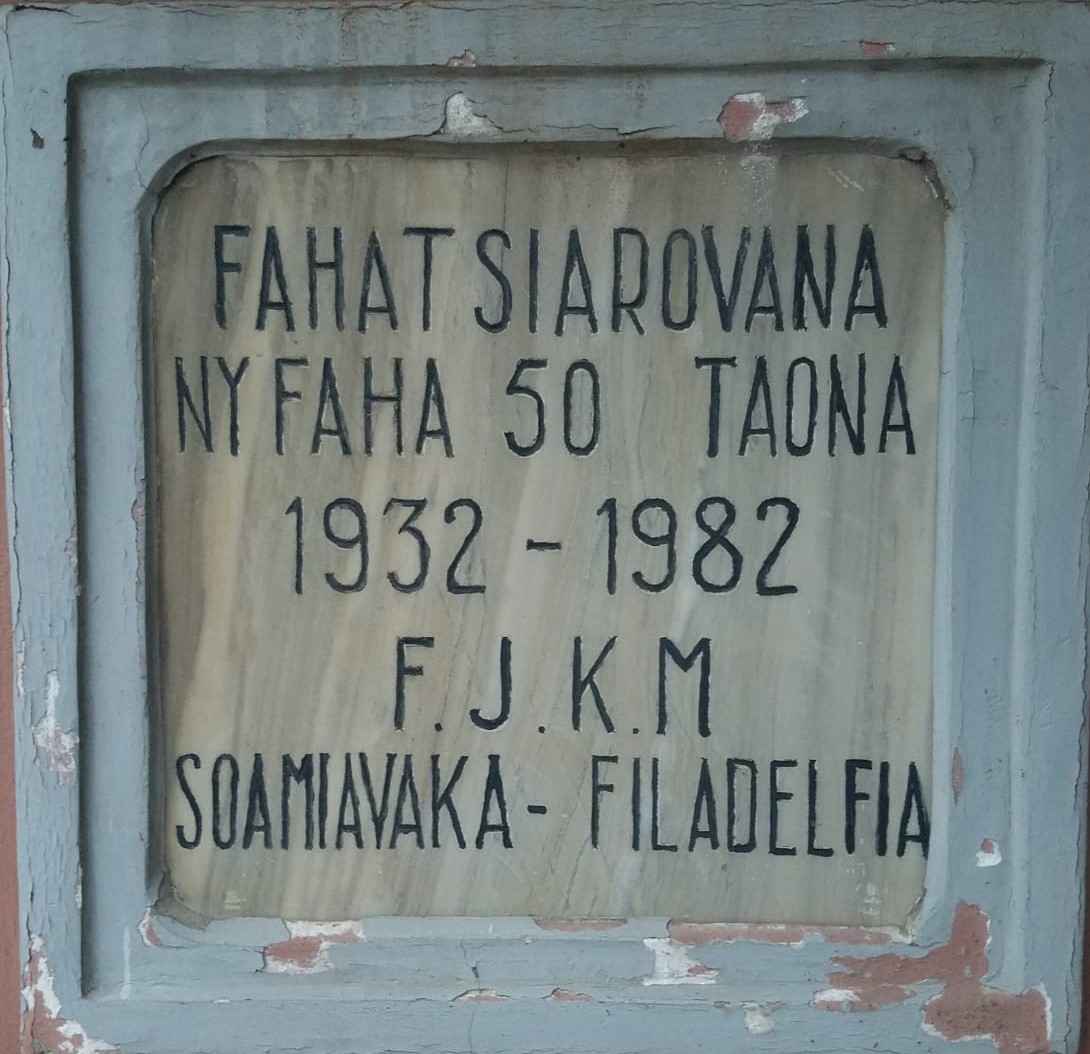 FAHATSIAROVANA
NY FAHA 50 TAONA
1932 - 1982
F.J.K.M
SOAMIAVAKA - FILADELFIA